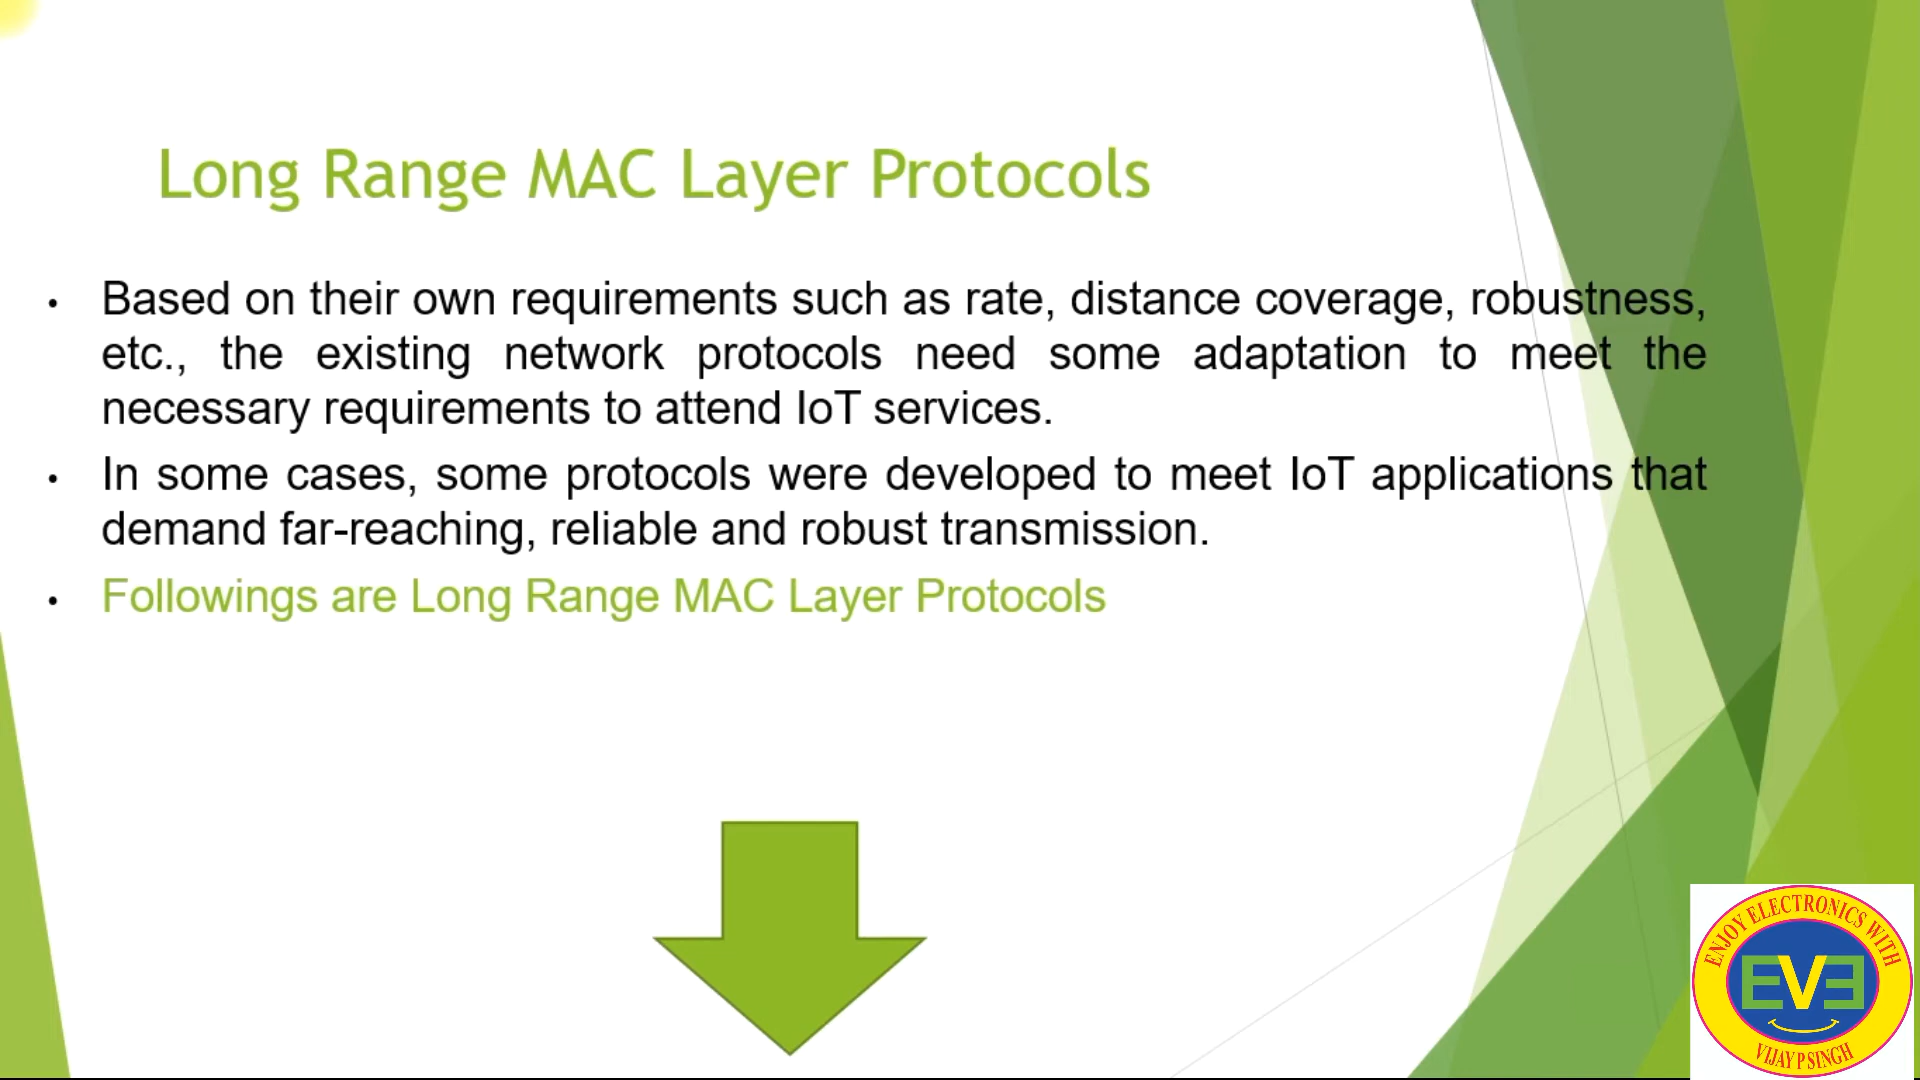 Long Range MAC Layer Protocols
• Based on their own requirements such as rate, distance coverage, robustness,
etc., the existing network protocols need some adaptation to meet the
necessary requirements to attend IoT services.
• In some cases, some protocols were developed to meet IoT applications that
demand far-reaching, reliable and robust transmission.
• Followings are Long Range MAC Layer Protocols
ENJOY ELECTRONICS WITH
EVE
VIJAY P SINGH